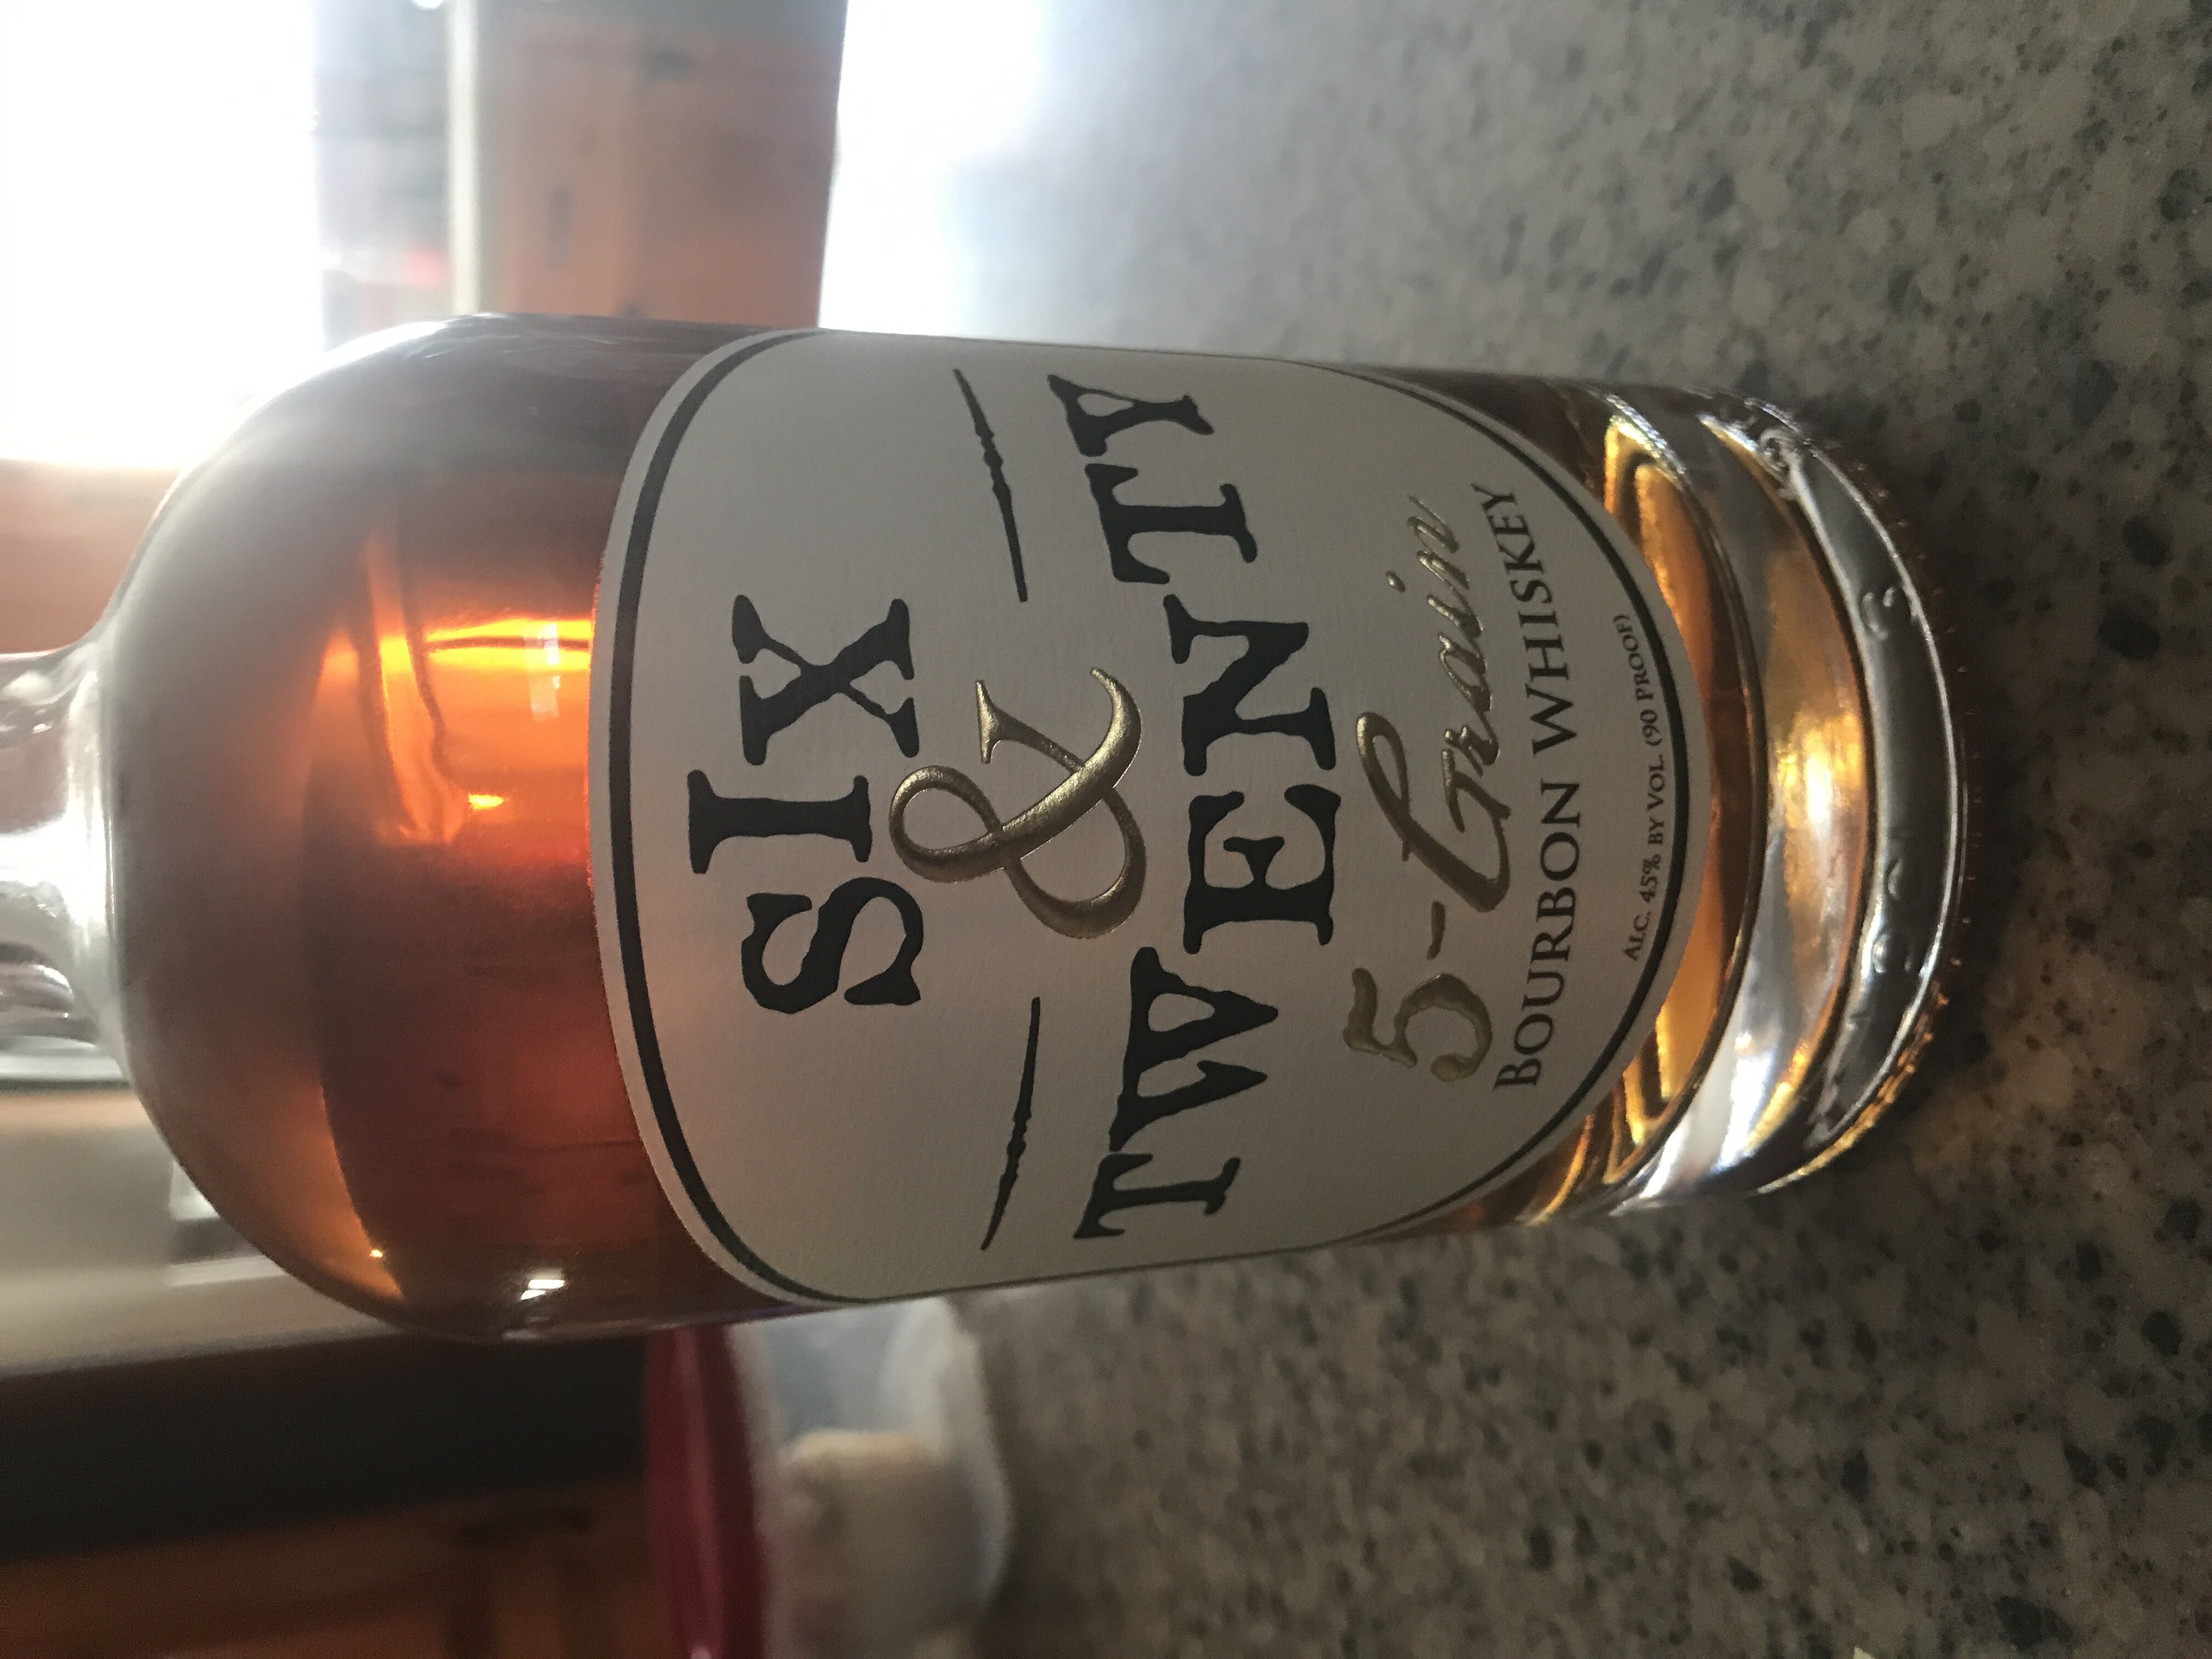 SIX
&
TWENTY
5-Grain
BOURBON WHISKEY
ALC. 45% BY VOL. (90 PROOF)